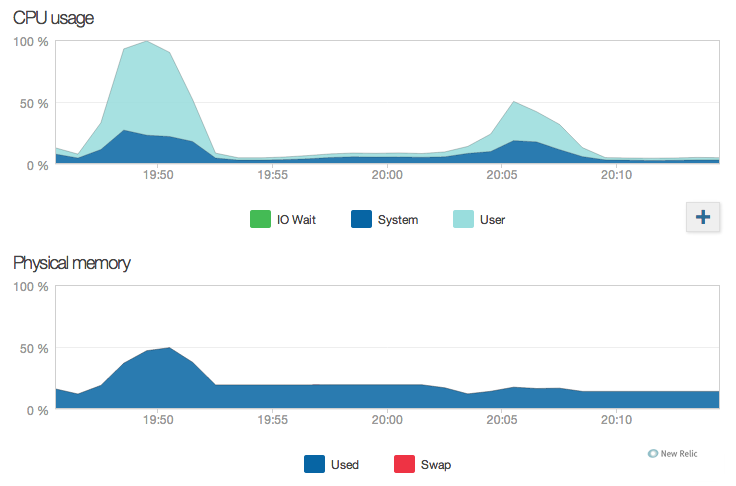 CPU usage
100 %
50 %
0 %
19:50 19:55 20:00 20:05 20:10
IO Wait System User
Physical memory
100 %
50 %
0 %
19:50 19:55 20:00 20:05 20:10
New Relic
Used Swap